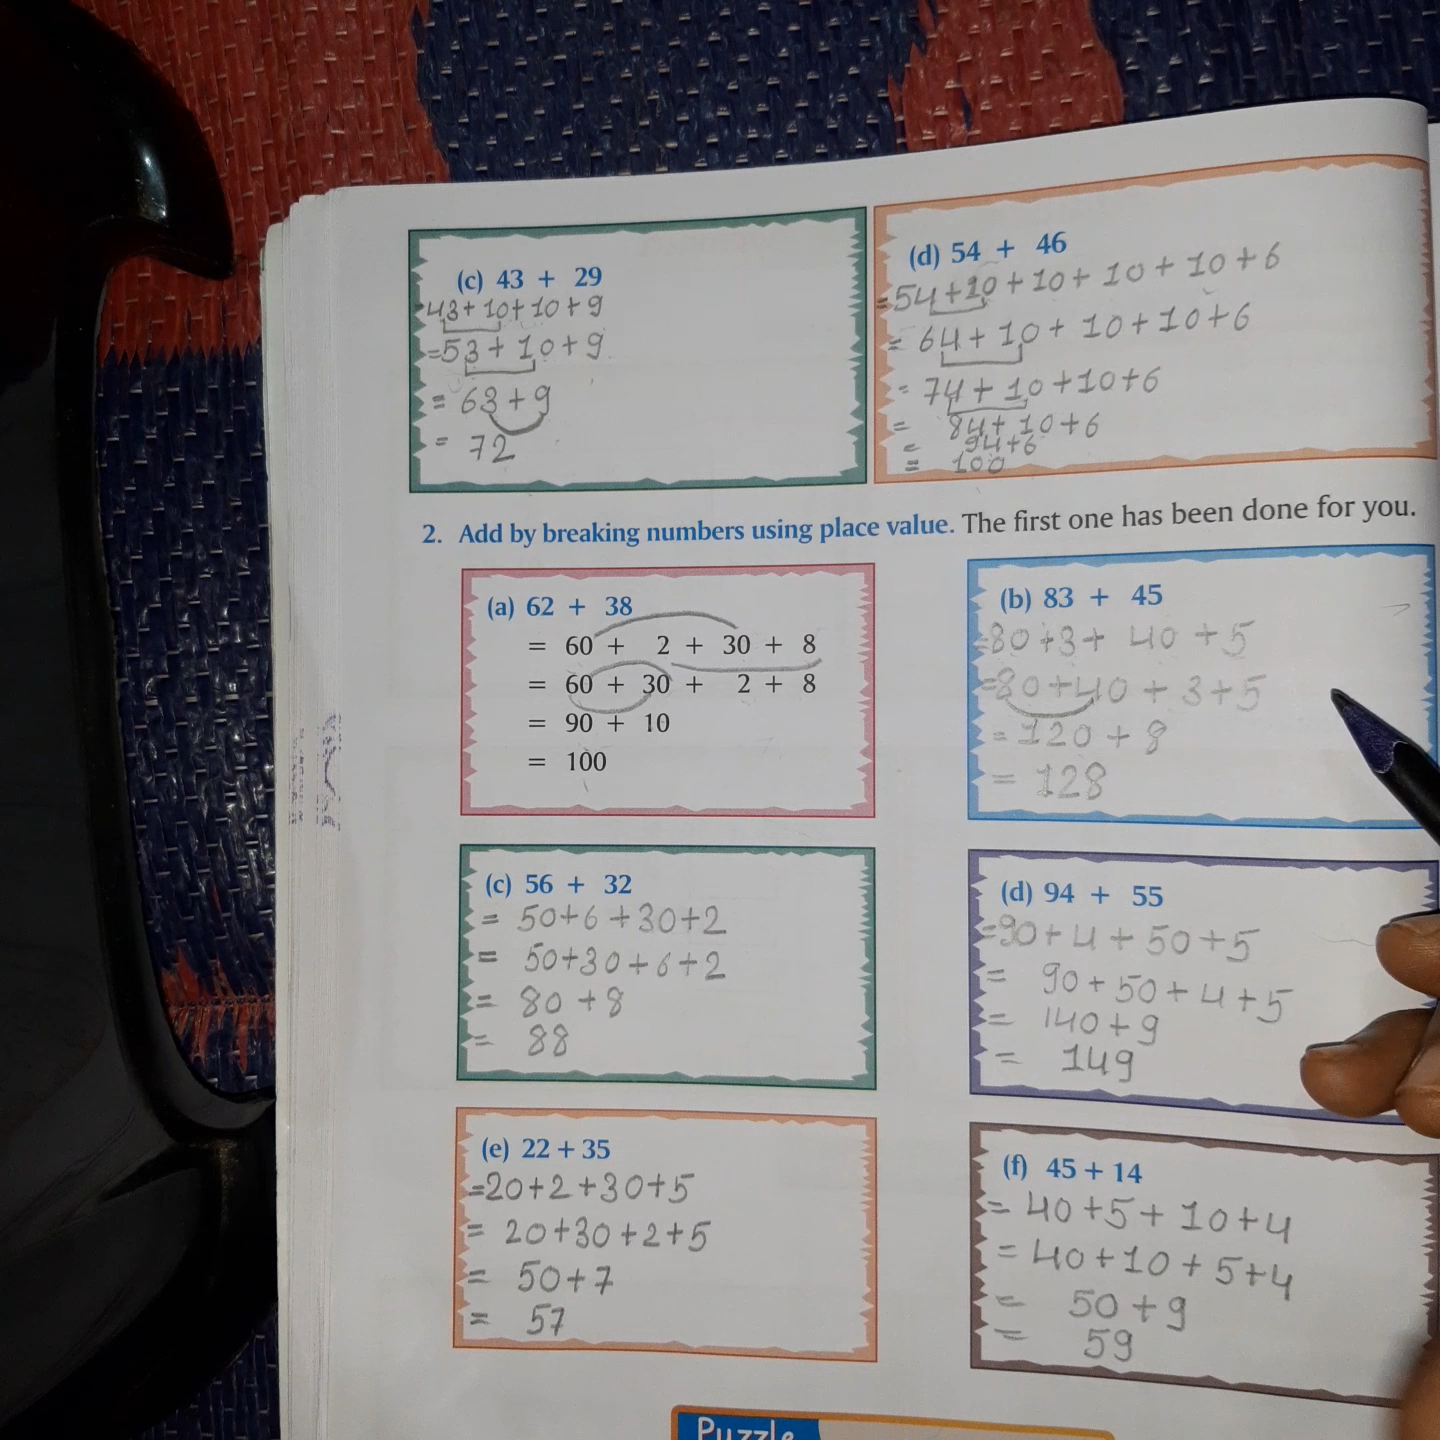 (c) 43 + 29
=43+10+10+9
=53+10+9
= 63+9
= 72
(d) 54 + 46
=54+10+10+10+10+6
= 64+10+10+10+6
= 74+10+10+6
= 84+10+6
= 94+6
= 100
2. Add by breaking numbers using place value. The first one has been done for you.
(a) 62 + 38
= 60 + 2 + 30 + 8
= 60 + 30 + 2 + 8
= 90 + 10
= 100
(b) 83 + 45
=80+3+40+5
=80+40+3+5
= 120+8
= 128
(c) 56 + 32
= 50+6+30+2
= 50+30+6+2
= 80+8
= 88
(d) 94 + 55
=90+4+50+5
= 90+50+4+5
= 140+9
= 149
(e) 22 + 35
=20+2+30+5
= 20+30+2+5
= 50+7
= 57
(f) 45 + 14
= 40+5+10+4
= 40+10+5+4
= 50+9
= 59
Puzzle